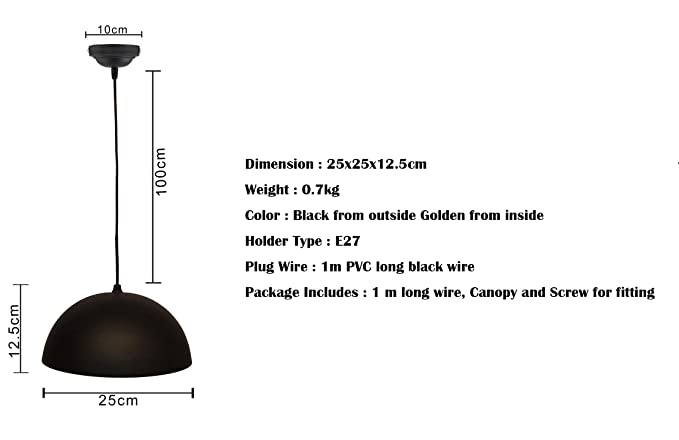 10cm
100cm
12.5cm
25cm
Dimension : 25x25x12.5cm
Weight : 0.7kg
Color : Black from outside Golden from inside
Holder Type : E27
Plug Wire : 1m PVC long black wire
Package Includes : 1 m long wire, Canopy and Screw for fitting